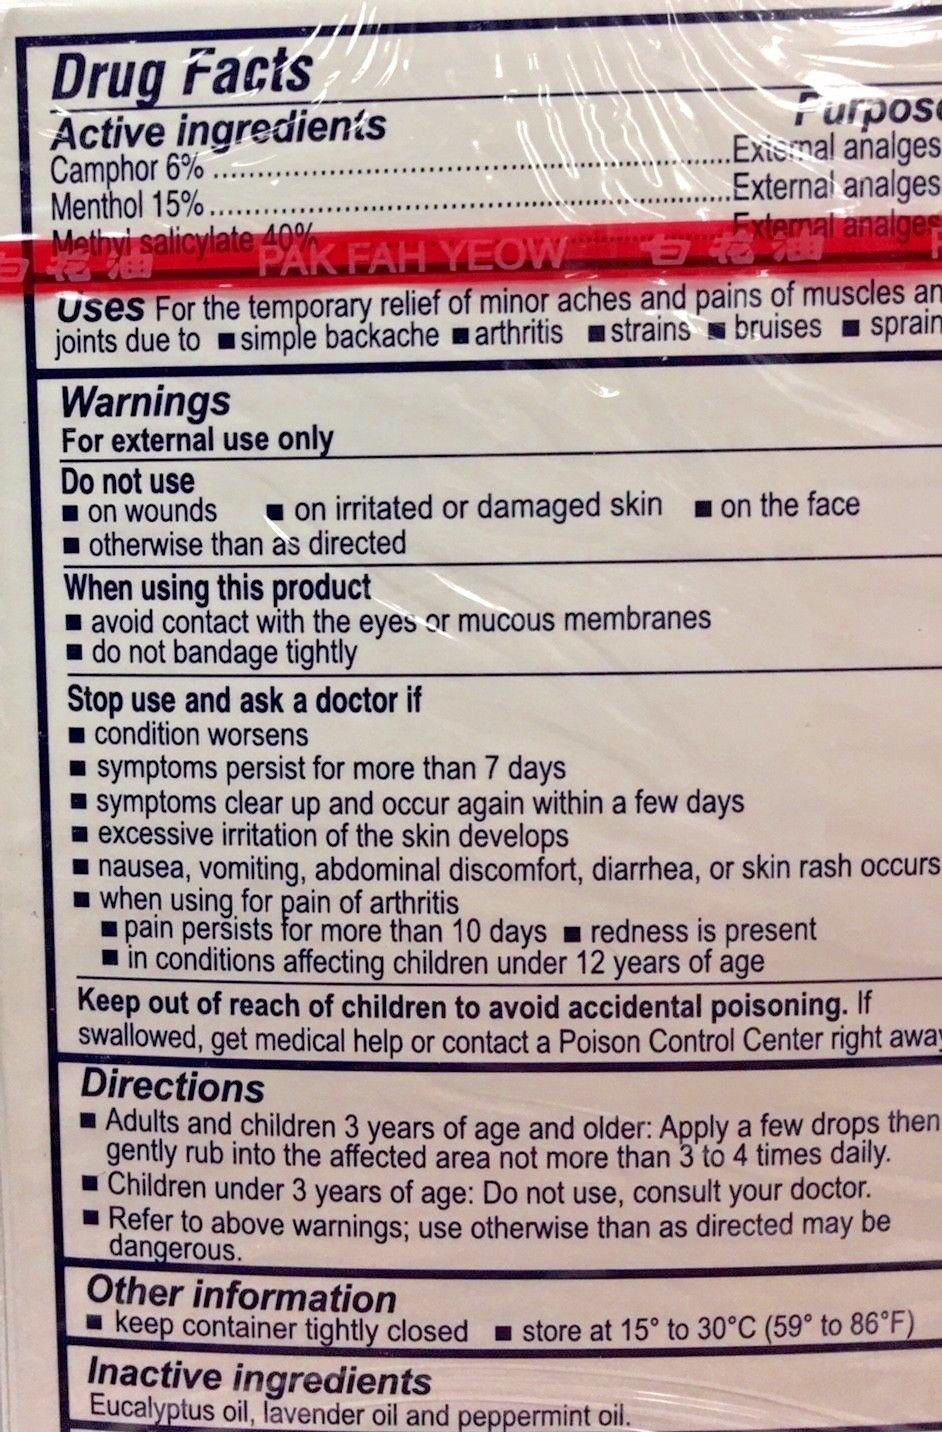 Drug Facts
Active ingredients Purpos
Camphor 6% ........................................................External analges
Menthol 15%........................................................External analges
Methyl salicylate 40% External analges
白花油 PAK FAH YEOW 白花油
Uses For the temporary relief of minor aches and pains of muscles an
joints due to ■ simple backache ■ arthritis ■ strains ■ bruises ■ sprain
Warnings
For external use only
Do not use
■ on wounds ■ on irritated or damaged skin ■ on the face
■ otherwise than as directed
When using this product
■ avoid contact with the eyes or mucous membranes
■ do not bandage tightly
Stop use and ask a doctor if
■ condition worsens
■ symptoms persist for more than 7 days
■ symptoms clear up and occur again within a few days
■ excessive irritation of the skin develops
■ nausea, vomiting, abdominal discomfort, diarrhea, or skin rash occurs
■ when using for pain of arthritis
■ pain persists for more than 10 days ■ redness is present
■ in conditions affecting children under 12 years of age
Keep out of reach of children to avoid accidental poisoning. If
swallowed, get medical help or contact a Poison Control Center right away
Directions
■ Adults and children 3 years of age and older: Apply a few drops then
gently rub into the affected area not more than 3 to 4 times daily.
■ Children under 3 years of age: Do not use, consult your doctor.
■ Refer to above warnings; use otherwise than as directed may be
dangerous.
Other information
■ keep container tightly closed ■ store at 15° to 30°C (59° to 86°F)
Inactive ingredients
Eucalyptus oil, lavender oil and peppermint oil.